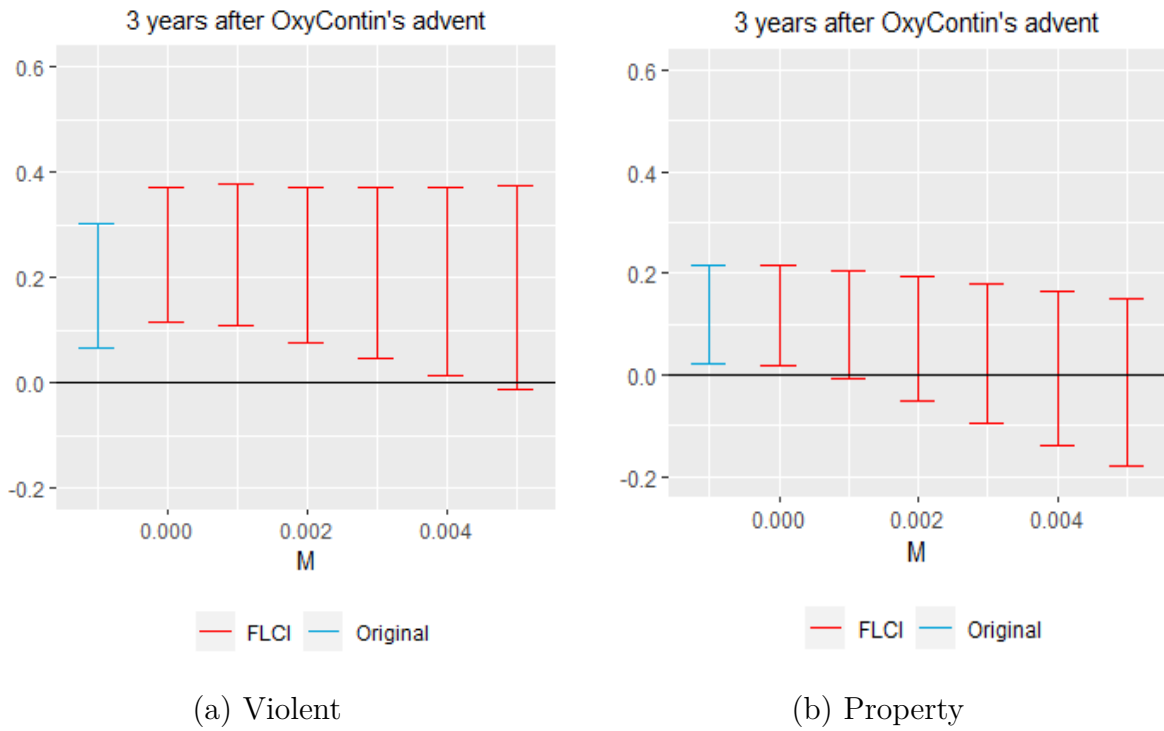 3 years after OxyContin's advent
0.6
0.4
0.2
0.0
-0.2
0.000 0.002 0.004
M
FLCI Original
(a) Violent
3 years after OxyContin's advent
0.6
0.4
0.2
0.0
-0.2
0.000 0.002 0.004
M
FLCI Original
(b) Property